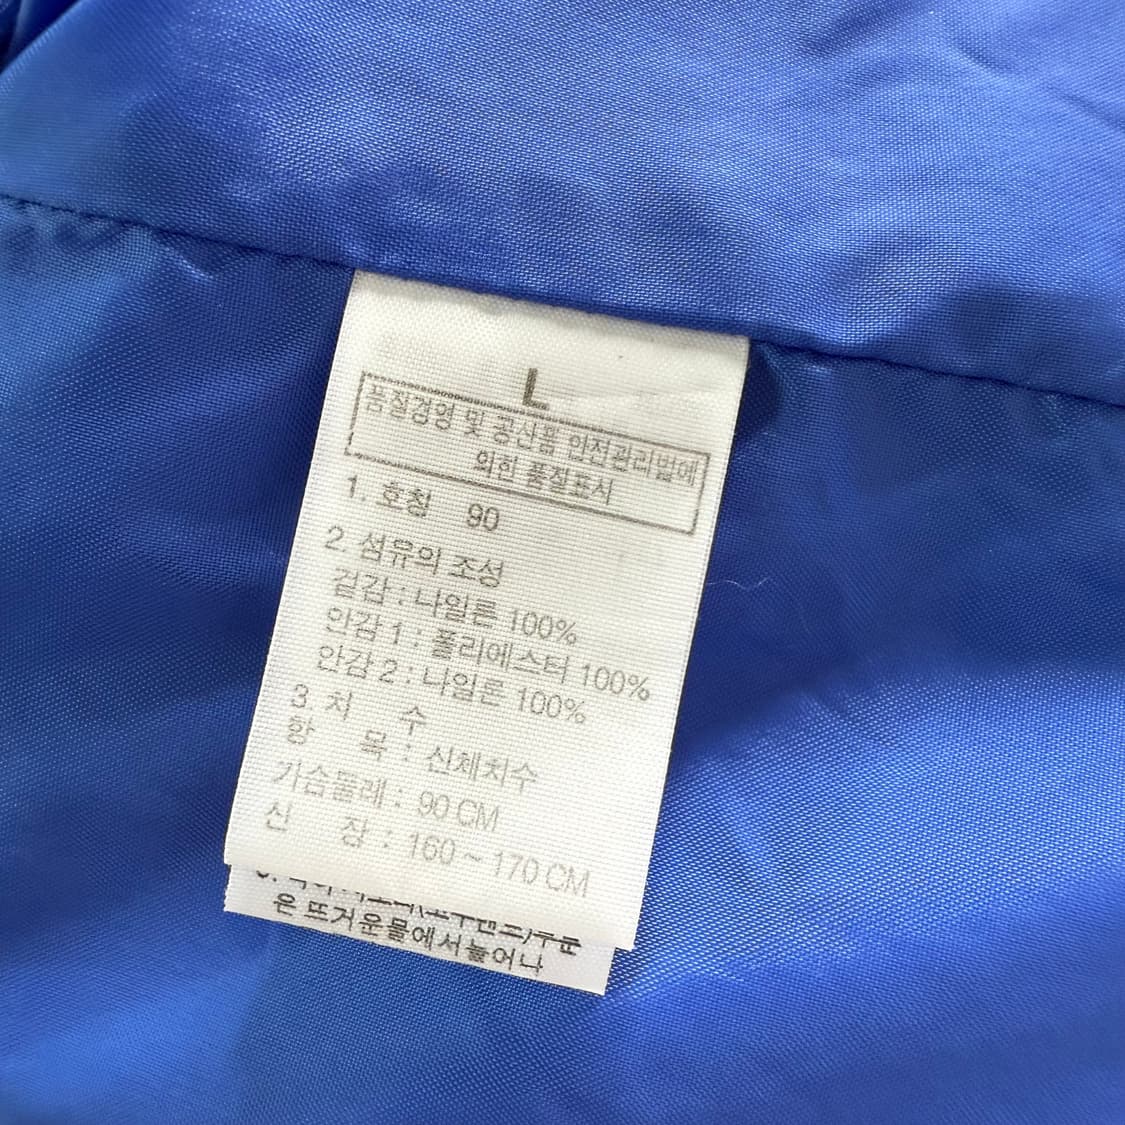 L
품질경영 및 공산품 안전관리법에
의한 품질표시
1. 호칭 90
2. 섬유의 조성
겉감 : 나일론 100%
안감 1 : 폴리에스터 100%
안감 2 : 나일론 100%
3. 치 수
항 목 : 신체치수
가슴둘레 : 90 CM
신 장 : 160 ~ 170 CM
은 뜨거운물에서늘어나